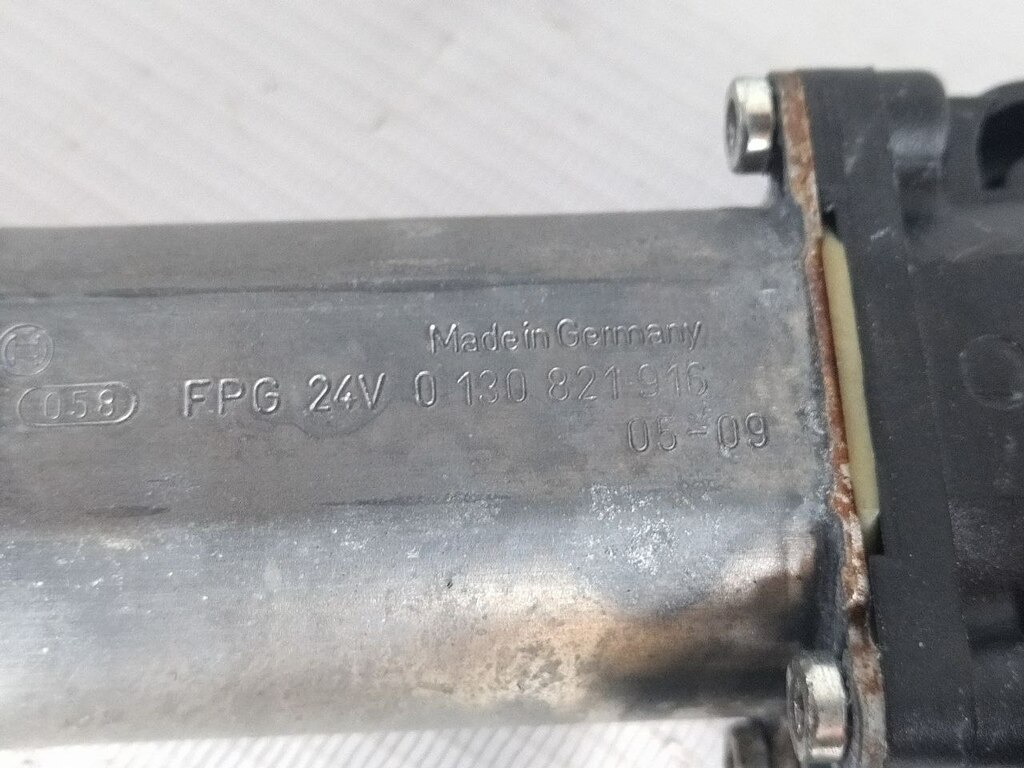 Made in Germany
058 FPG 24V 0 130 821 916
05-09